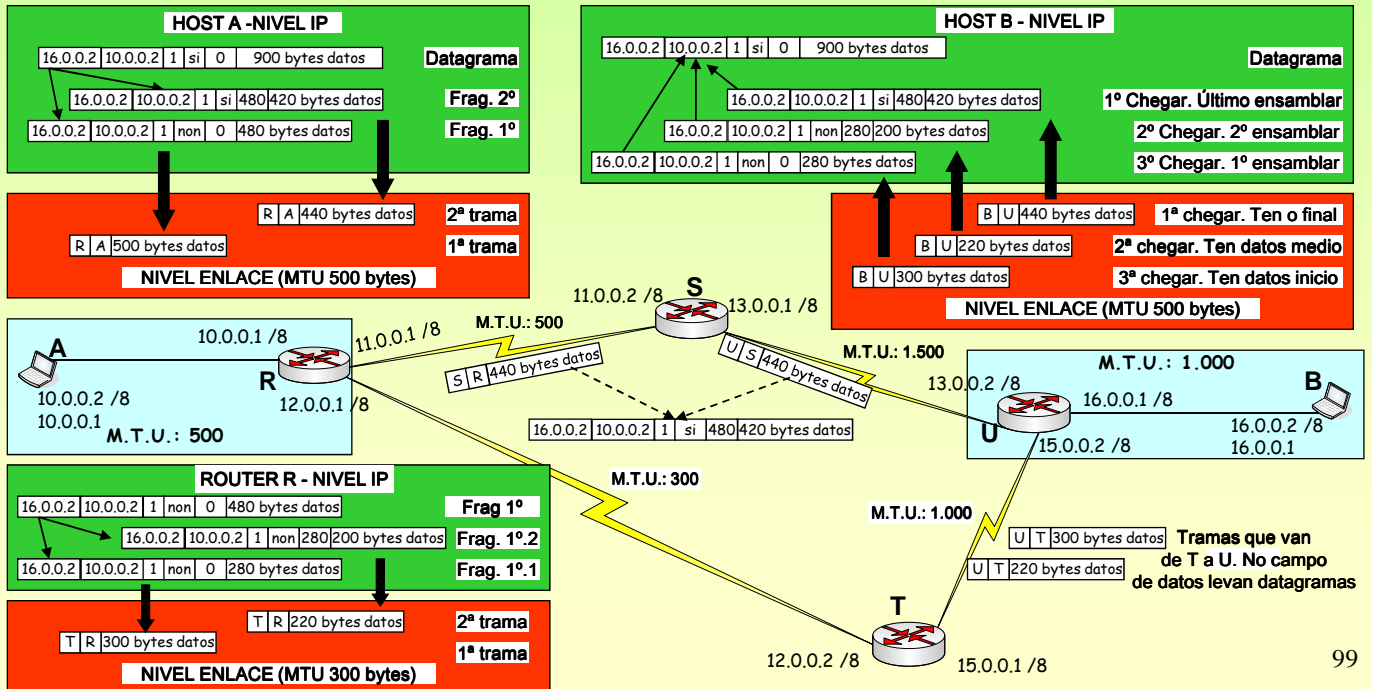 HOST A -NIVEL IP
16.0.0.2 10.0.0.2 1 si 0 900 bytes datos Datagrama
16.0.0.2 10.0.0.2 1 si 480 420 bytes datos Frag. 2º
16.0.0.2 10.0.0.2 1 non 0 480 bytes datos Frag. 1º
R A 440 bytes datos 2ª trama
R A 500 bytes datos 1ª trama
NIVEL ENLACE (MTU 500 bytes)
HOST B - NIVEL IP
16.0.0.2 10.0.0.2 1 si 0 900 bytes datos
Datagrama
16.0.0.2 10.0.0.2 1 si 480 420 bytes datos 1º Chegar. Último ensamblar
16.0.0.2 10.0.0.2 1 non 280 200 bytes datos 2º Chegar. 2º ensamblar
16.0.0.2 10.0.0.2 1 non 0 280 bytes datos 3º Chegar. 1º ensamblar
B U 440 bytes datos 1ª chegar. Ten o final
B U 220 bytes datos 2ª chegar. Ten datos medio
B U 300 bytes datos 3ª chegar. Ten datos inicio
NIVEL ENLACE (MTU 500 bytes)
A
10.0.0.2 /8
10.0.0.1
M.T.U.: 500
10.0.0.1 /8
R
11.0.0.1 /8
12.0.0.1 /8
M.T.U.: 500
S R 440 bytes datos
11.0.0.2 /8
S
13.0.0.1 /8
U S 440 bytes datos
M.T.U.: 1.500
16.0.0.2 10.0.0.2 1 si 480 420 bytes datos
M.T.U.: 1.000
13.0.0.2 /8
U
16.0.0.1 /8
15.0.0.2 /8
B
16.0.0.2 /8
16.0.0.1
ROUTER R - NIVEL IP
16.0.0.2 10.0.0.2 1 non 0 480 bytes datos Frag 1º
16.0.0.2 10.0.0.2 1 non 280 200 bytes datos Frag. 1º.2
16.0.0.2 10.0.0.2 1 non 0 280 bytes datos Frag. 1º.1
T R 220 bytes datos 2ª trama
T R 300 bytes datos 1ª trama
NIVEL ENLACE (MTU 300 bytes)
M.T.U.: 300
M.T.U.: 1.000
U T 300 bytes datos
U T 220 bytes datos
Tramas que van
de T a U. No campo
de datos levan datagramas
T
12.0.0.2 /8
15.0.0.1 /8
99